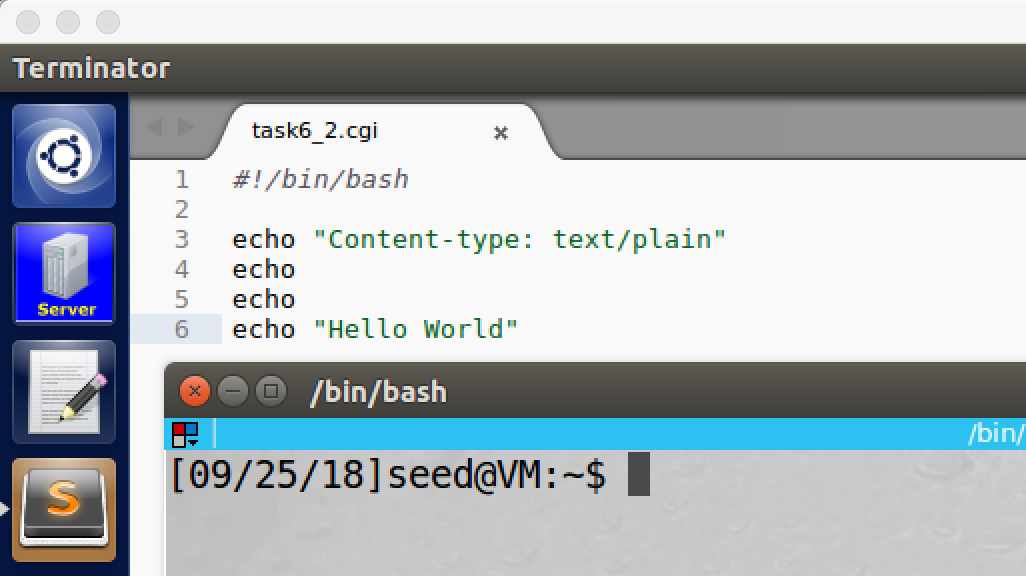 Terminator
task6_2.cgi
1 #!/bin/bash
2
3 echo "Content-type: text/plain"
4 echo
5 echo
6 echo "Hello World"
Server
/bin/bash
/bin/
[09/25/18]seed@VM:~$
S